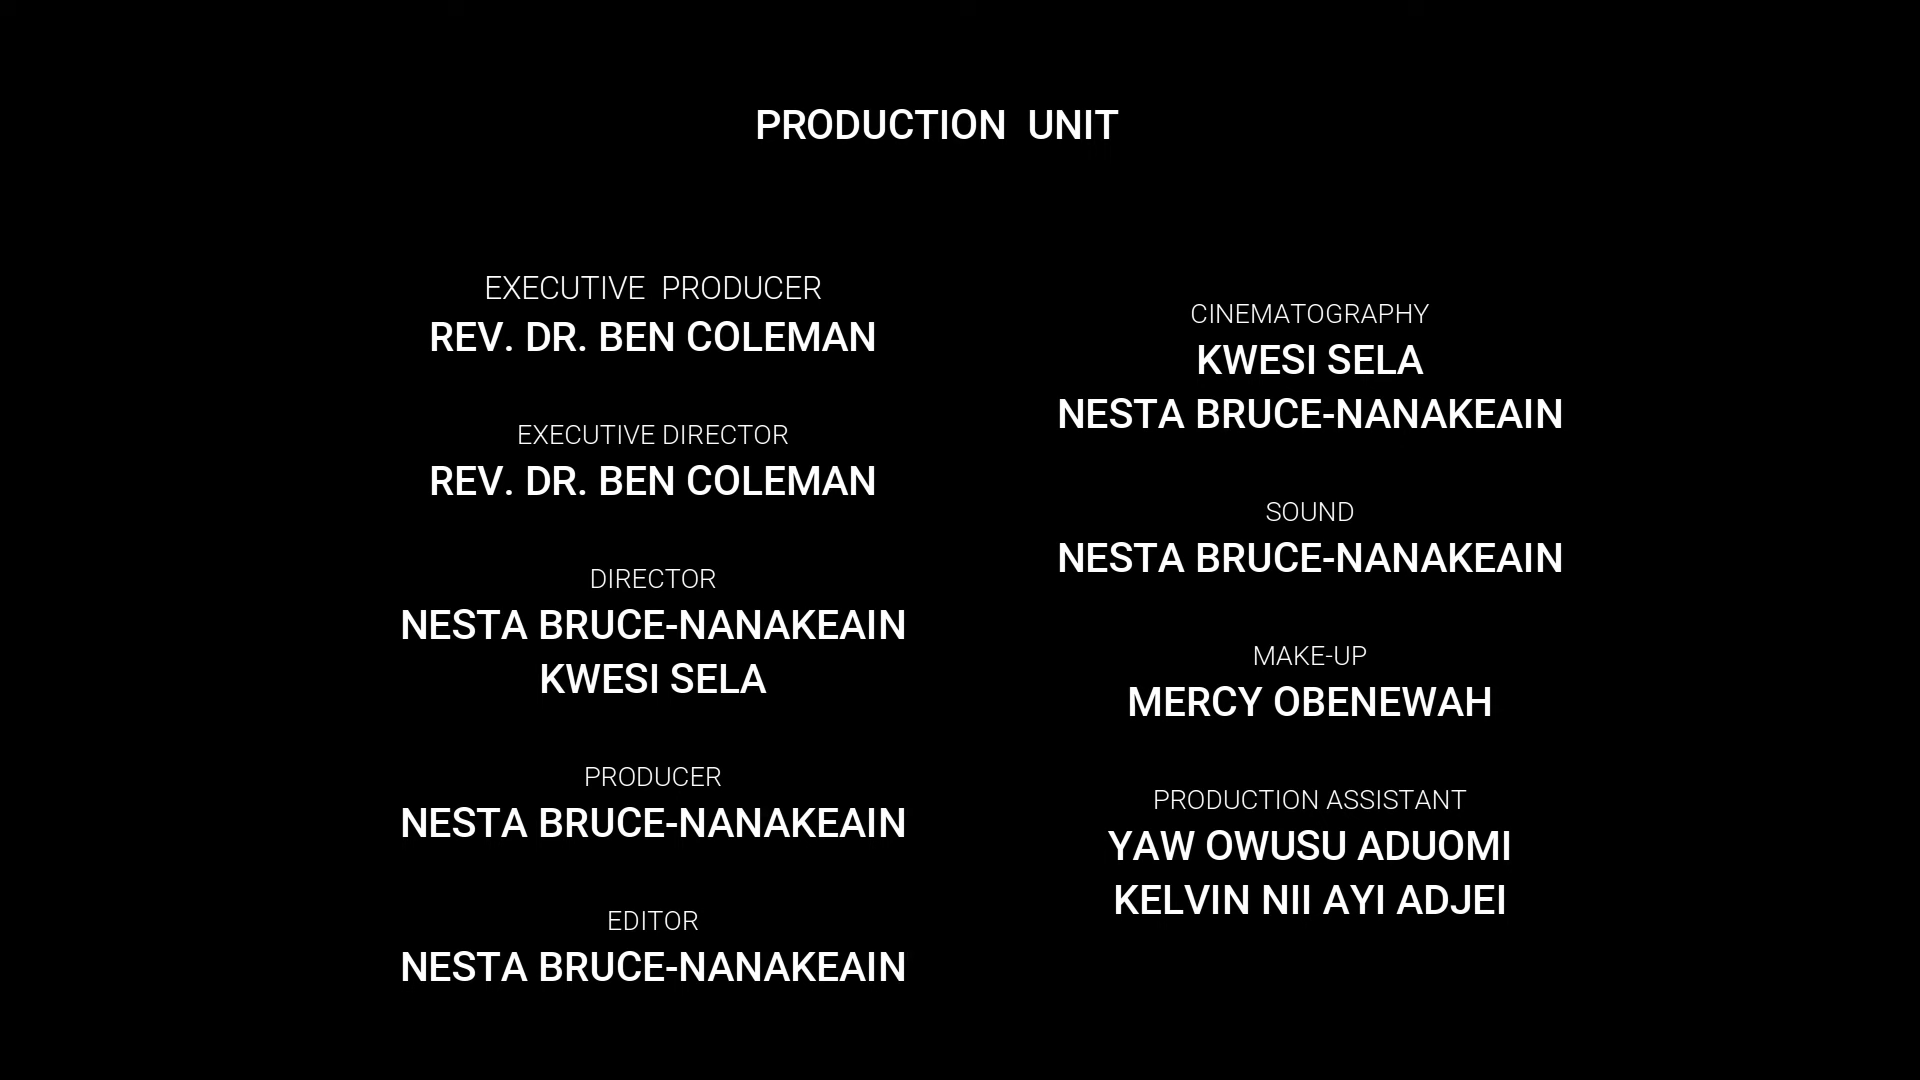 PRODUCTION UNIT
EXECUTIVE PRODUCER
REV. DR. BEN COLEMAN
EXECUTIVE DIRECTOR
REV. DR. BEN COLEMAN
DIRECTOR
NESTA BRUCE-NANAKEAIN
KWESI SELA
PRODUCER
NESTA BRUCE-NANAKEAIN
EDITOR
NESTA BRUCE-NANAKEAIN
CINEMATOGRAPHY
KWESI SELA
NESTA BRUCE-NANAKEAIN
SOUND
NESTA BRUCE-NANAKEAIN
MAKE-UP
MERCY OBENEWAH
PRODUCTION ASSISTANT
YAW OWUSU ADUOMI
KELVIN NII AYI ADJEI